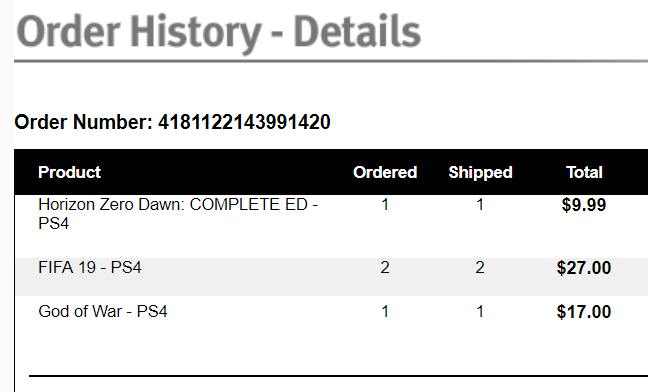 Order History - Details
Order Number: 4181122143991420
Product Ordered Shipped Total
Horizon Zero Dawn: COMPLETE ED - 1 1 $9.99
PS4
FIFA 19 - PS4 2 2 $27.00
God of War - PS4 1 1 $17.00